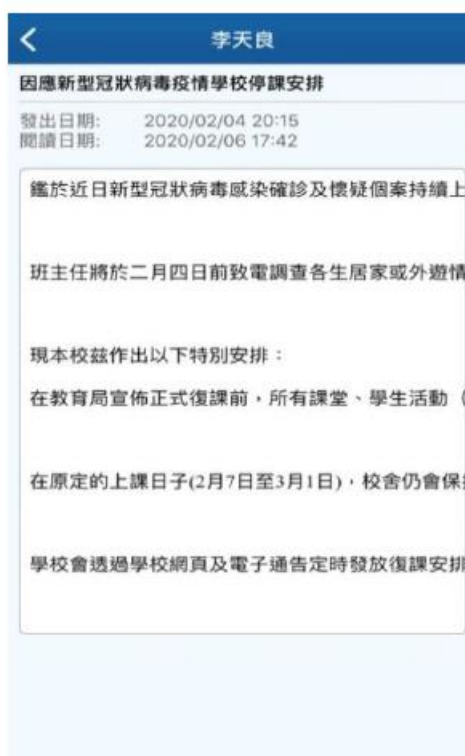 李天良
因應新型冠狀病毒疫情學校停課安排
發出日期: 2020/02/04 20:15
閱讀日期: 2020/02/06 17:42
鑑於近日新型冠狀病毒感染確診及懷疑個案持續上
班主任將於二月四日前致電調查各生居家或外遊情
現本校茲作出以下特別安排：
在教育局宣佈正式復課前，所有課堂、學生活動（
在原定的上課日子(2月7日至3月1日)，校舍仍會保
學校會透過學校網頁及電子通告定時發放復課安排